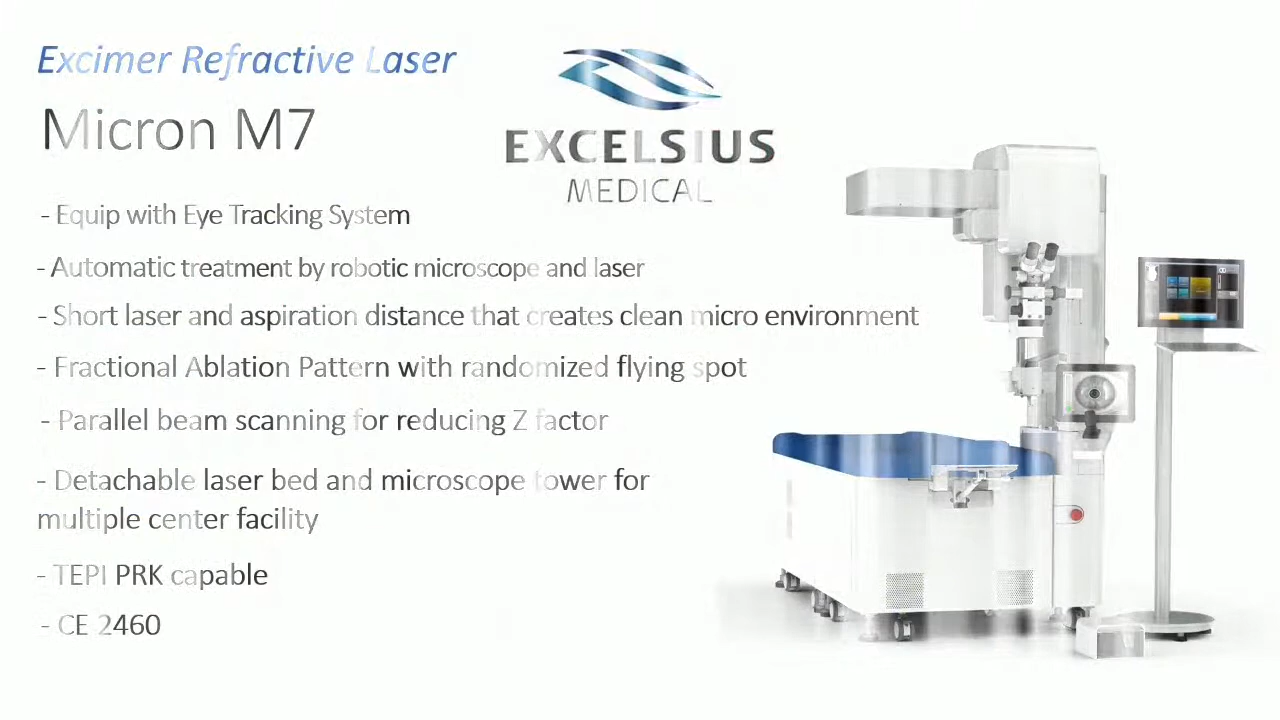 Excimer Refractive Laser
Micron M7
EXCELSIUS
MEDICAL
- Equip with Eye Tracking System
- Automatic treatment by robotic microscope and laser
- Short laser and aspiration distance that creates clean micro environment
- Fractional Ablation Pattern with randomized flying spot
- Parallel beam scanning for reducing Z factor
- Detachable laser bed and microscope tower for
multiple center facility
- TEPI PRK capable
- CE 2460